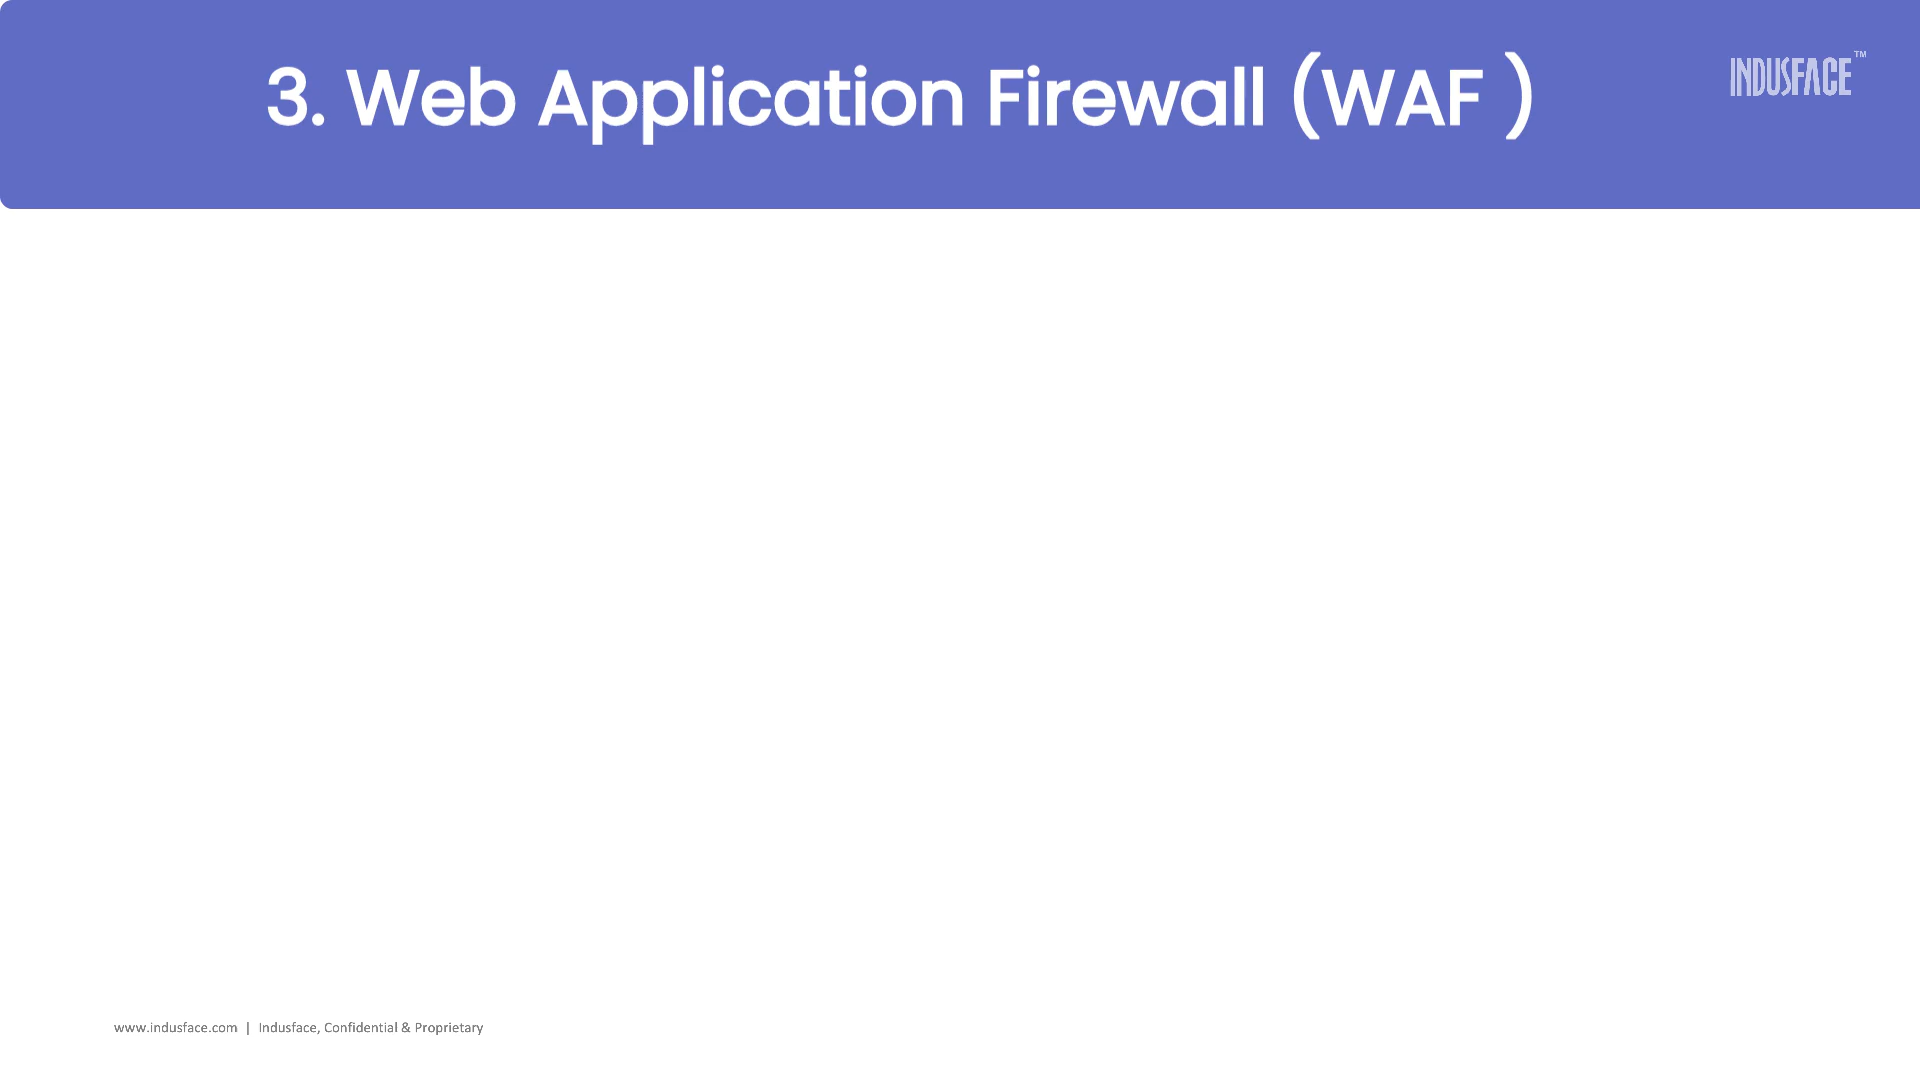 3. Web Application Firewall (WAF )
INDUSFACE™
www.indusface.com | Indusface, Confidential & Proprietary